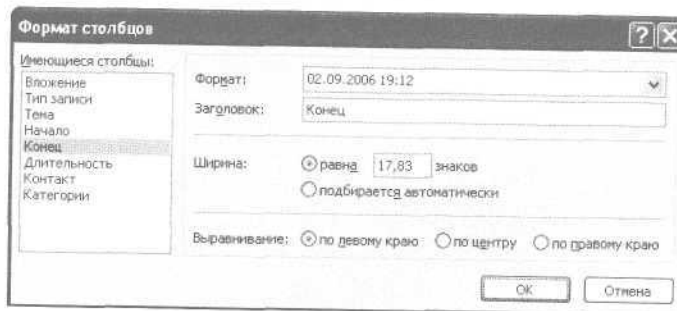 Формат столбцов
Имеющиеся столбцы:
Вложение
Тип записи
Тема
Начало
Конец
Длительность
Контакт
Категории
Формат: 02.09.2006 19:12
Заголовок: Конец
Ширина: равна 17,83 знаков
подбирается автоматически
Выравнивание: по левому краю по центру по правому краю
OK Отмена